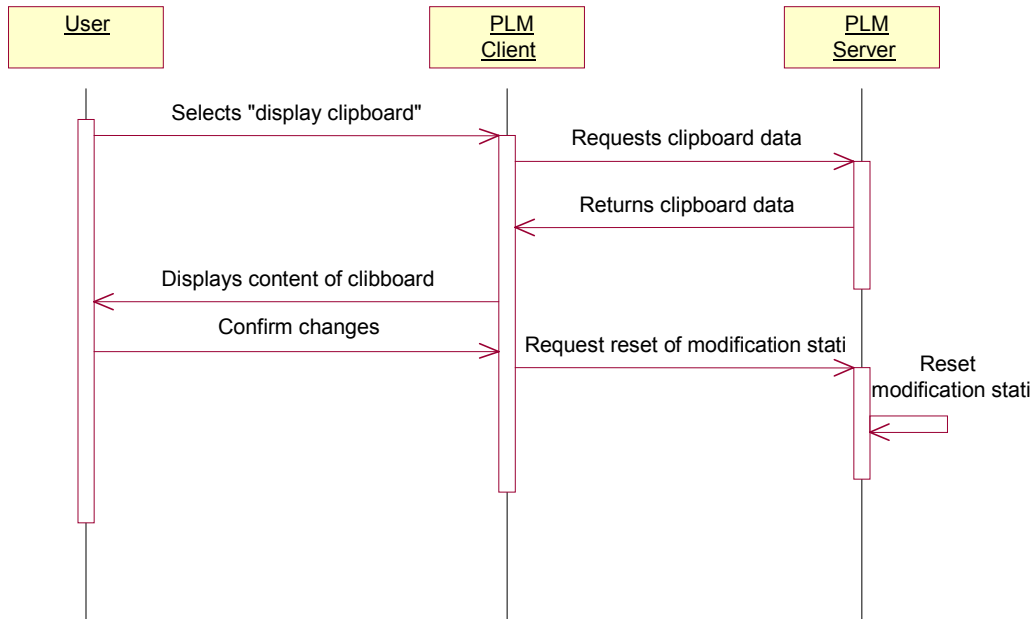 User
PLM
Client
PLM
Server
Selects "display clipboard"
Requests clipboard data
Returns clipboard data
Displays content of clibboard
Confirm changes
Request reset of modification stati
Reset
modification stati